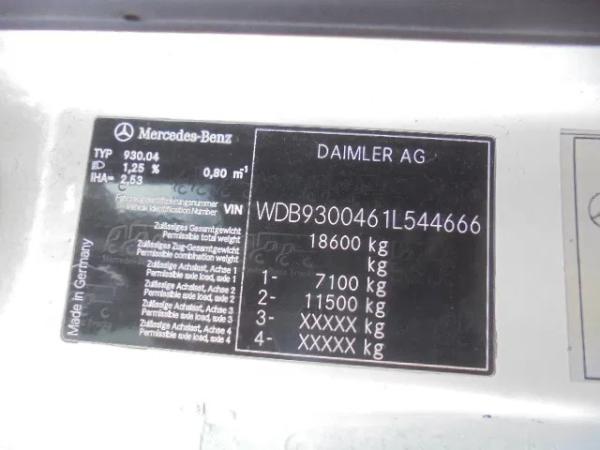 Mercedes-Benz
TYP 930.04
1,25 % 0,80 m⁻¹
IHA= 2,53
DAIMLER AG
Fahrzeugidentifizierungsnummer
Vehicle Identification Number VIN WDB9300461L544666
Zulässiges Gesamtgewicht
Permissible total weight 18600 kg
Zulässiges Zug-Gesamtgewicht
Permissible combination weight kg
Zulässige Achslast, Achse 1
Permissible axle load, axle 1 1- 7100 kg
Zulässige Achslast, Achse 2
Permissible axle load, axle 2 2- 11500 kg
Zulässige Achslast, Achse 3
Permissible axle load, axle 3 3- XXXXX kg
Zulässige Achslast, Achse 4
Permissible axle load, axle 4 4- XXXXX kg
Made in Germany